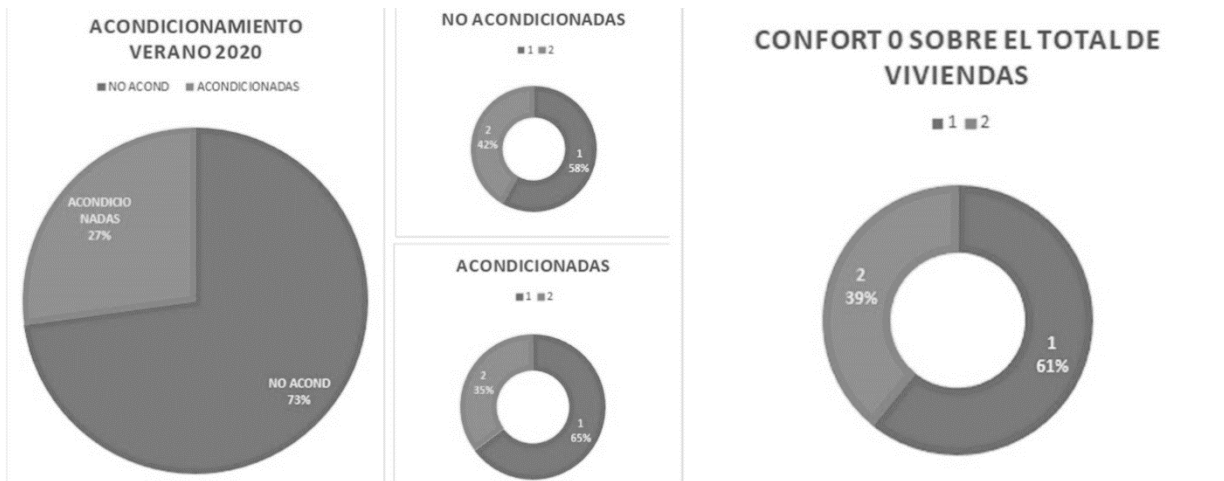 ACONDICIONAMIENTO
VERANO 2020
NO ACOND ACONDICIONADAS
ACONDICIO
NADAS
27%
NO ACOND
73%
NO ACONDICIONADAS
1 2
2
42%
1
58%
ACONDICIONADAS
1 2
2
35%
1
65%
CONFORT 0 SOBRE EL TOTAL DE
VIVIENDAS
1 2
2
39%
1
61%